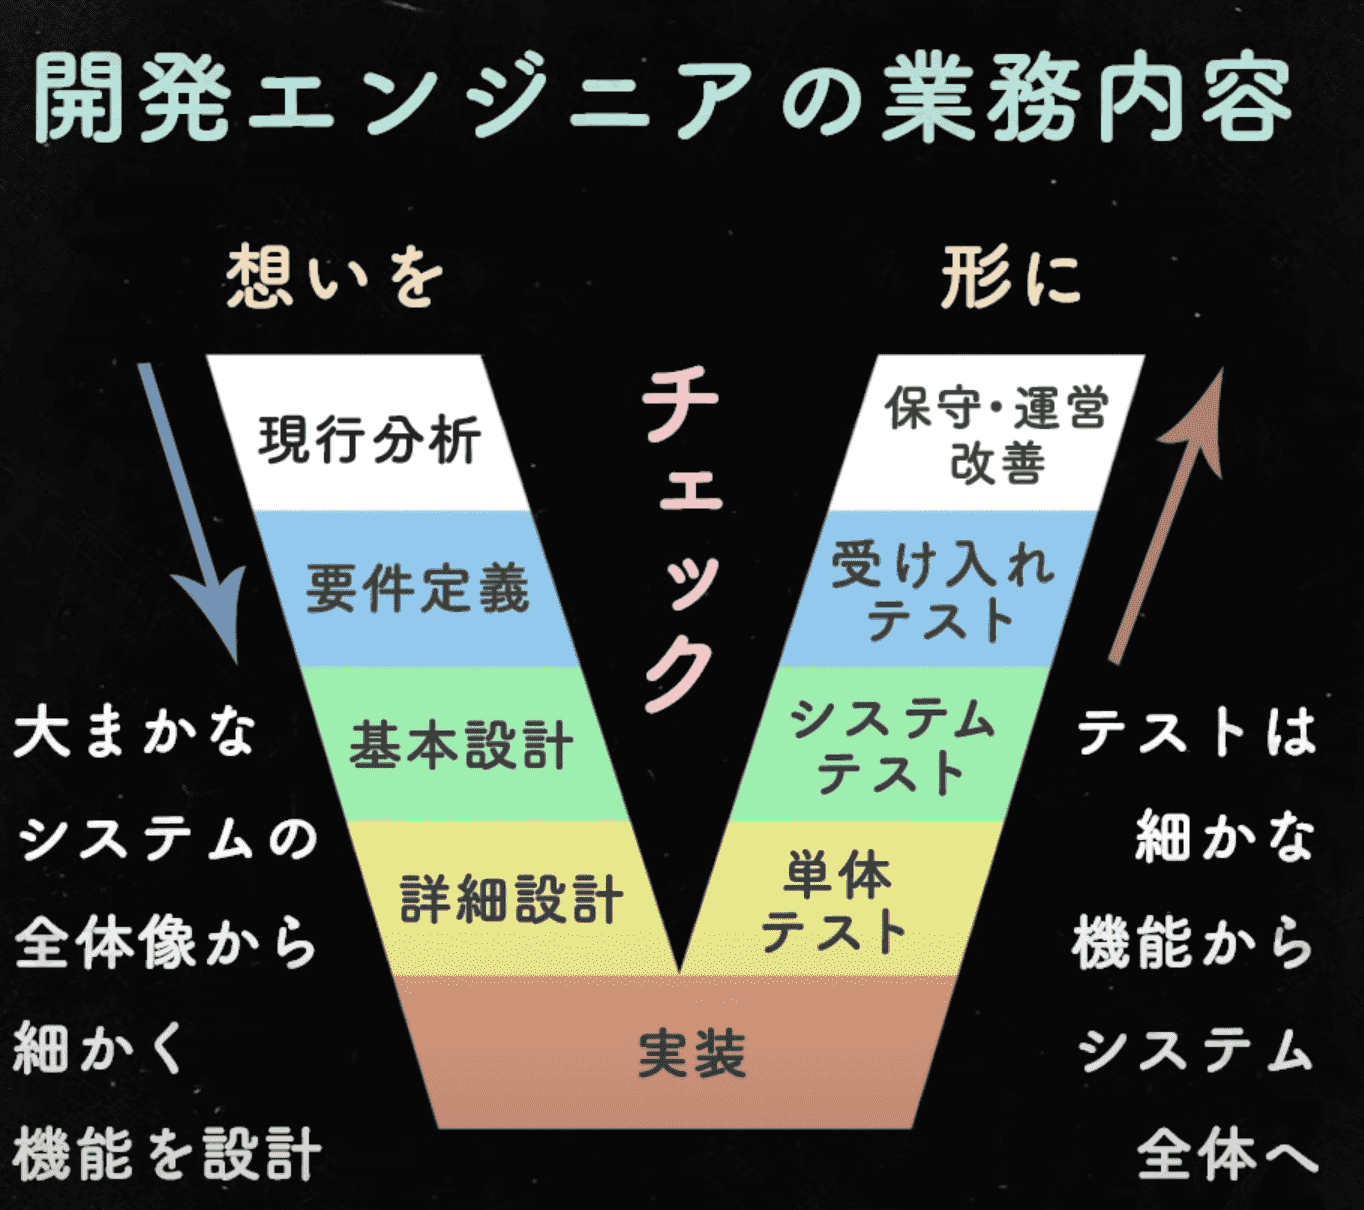 開発エンジニアの業務内容
想いを
形に
チェック
現行分析
要件定義
基本設計
詳細設計
実装
保守・運営
改善
受け入れ
テスト
システム
テスト
単体
テスト
大まかな
システムの
全体像から
細かく
機能を設計
テストは
細かな
機能から
システム
全体へ